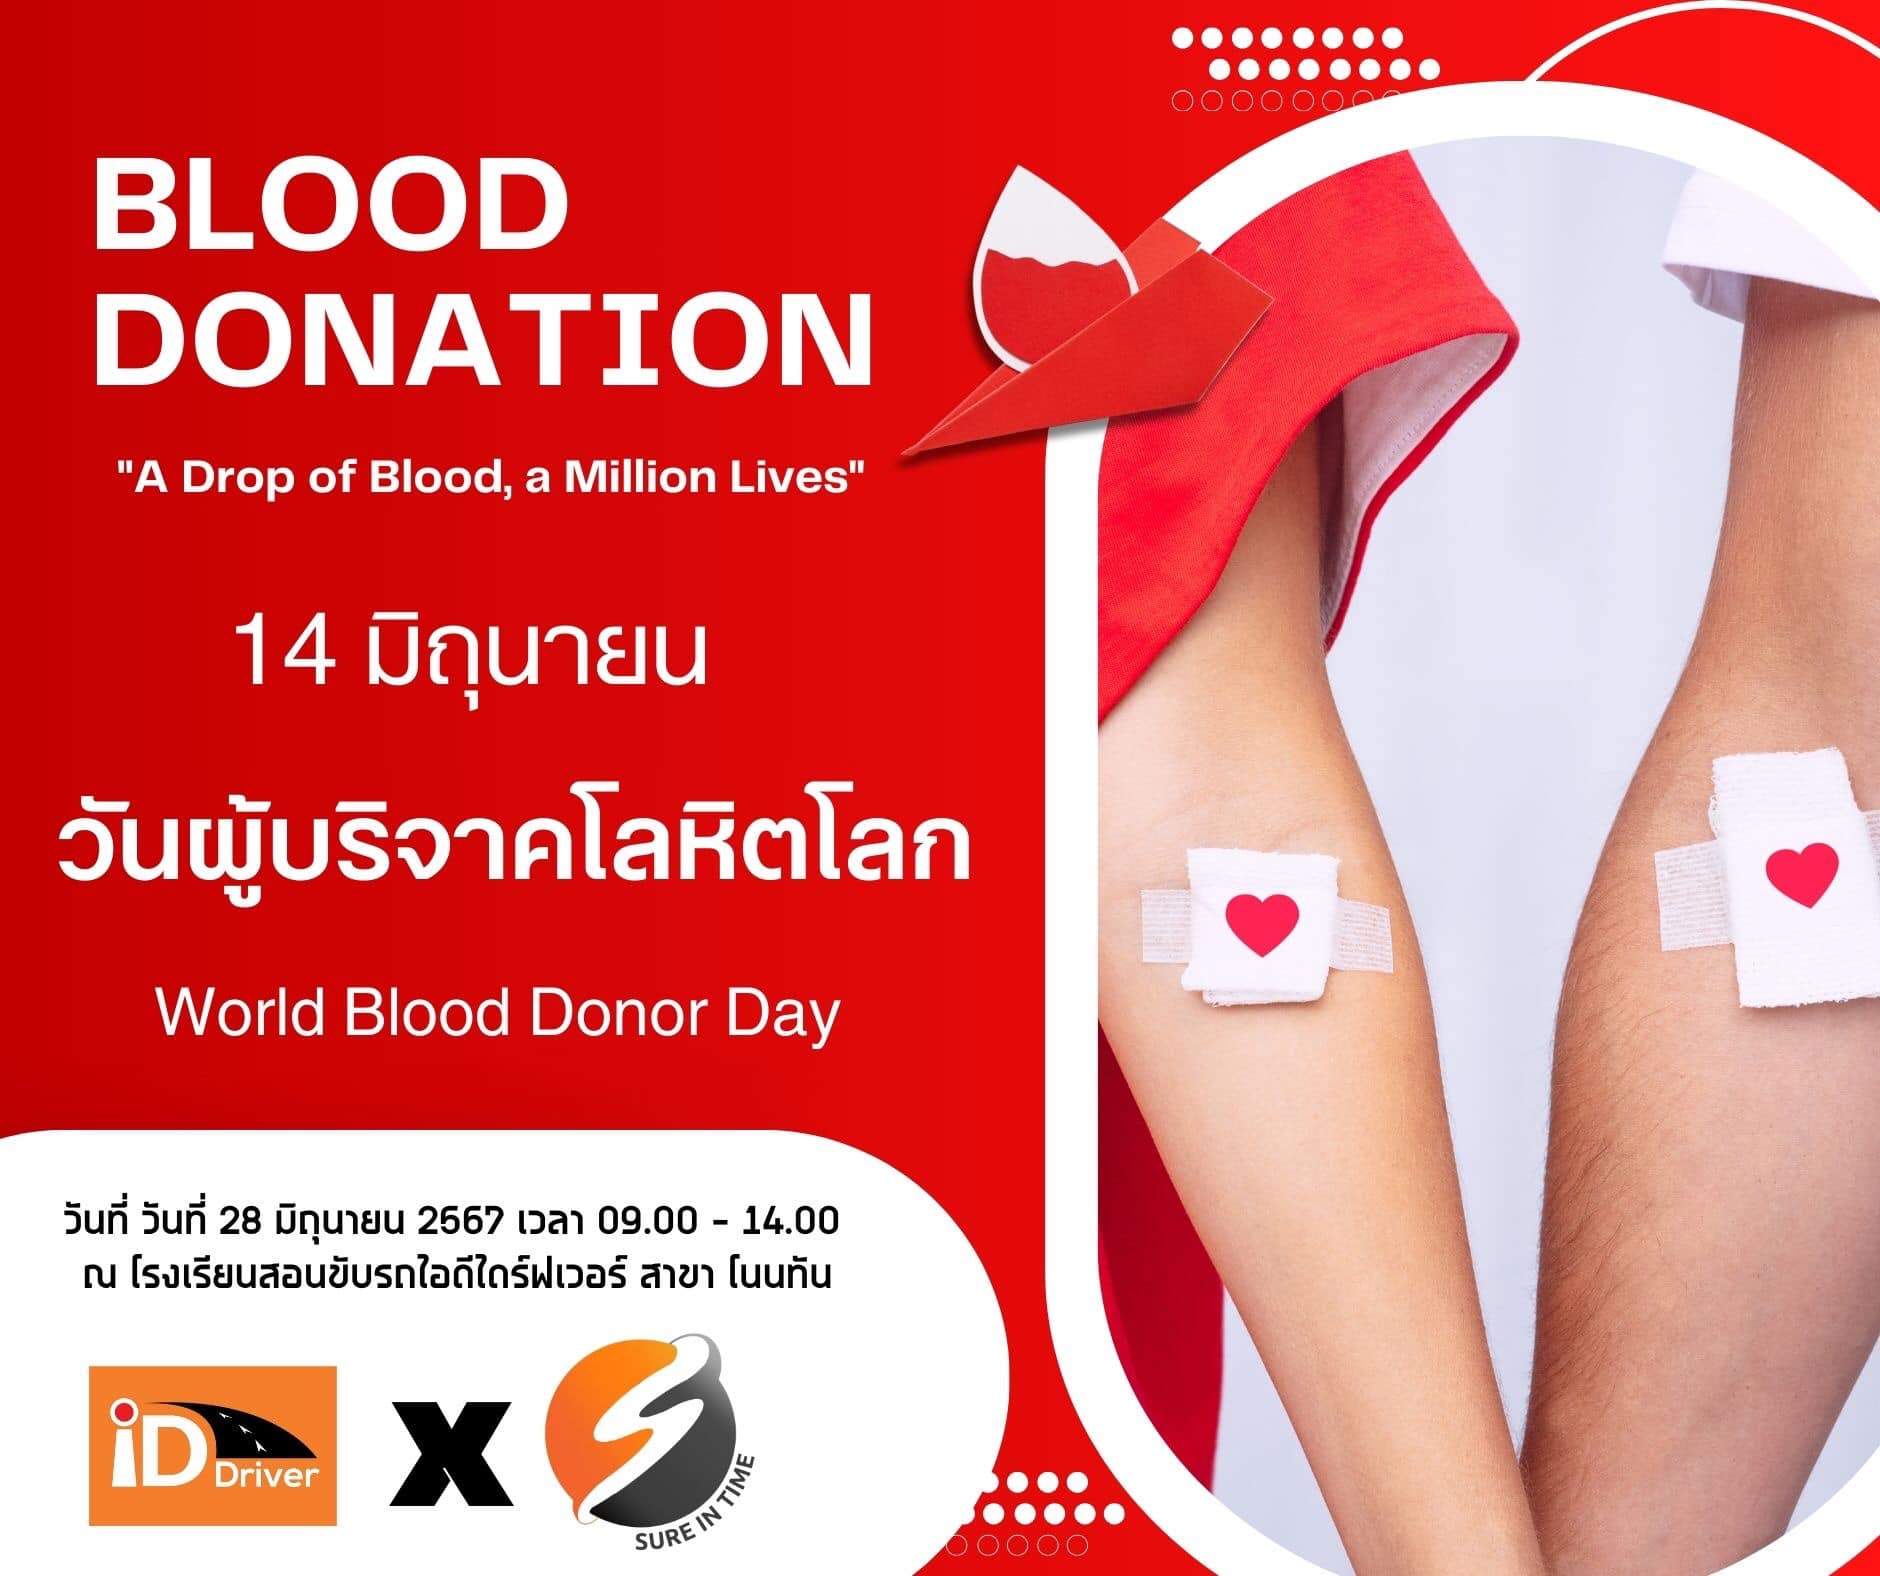 BLOOD
DONATION
"A Drop of Blood, a Million Lives"
14 มิถุนายน
วันผู้บริจาคโลหิตโลก
World Blood Donor Day
วันที่ วันที่ 28 มิถุนายน 2567 เวลา 09.00 - 14.00
ณ โรงเรียนสอนขับรถไอดีไดร์ฟเวอร์ สาขา โนนทัน
iD Driver
X
SURE IN TIME